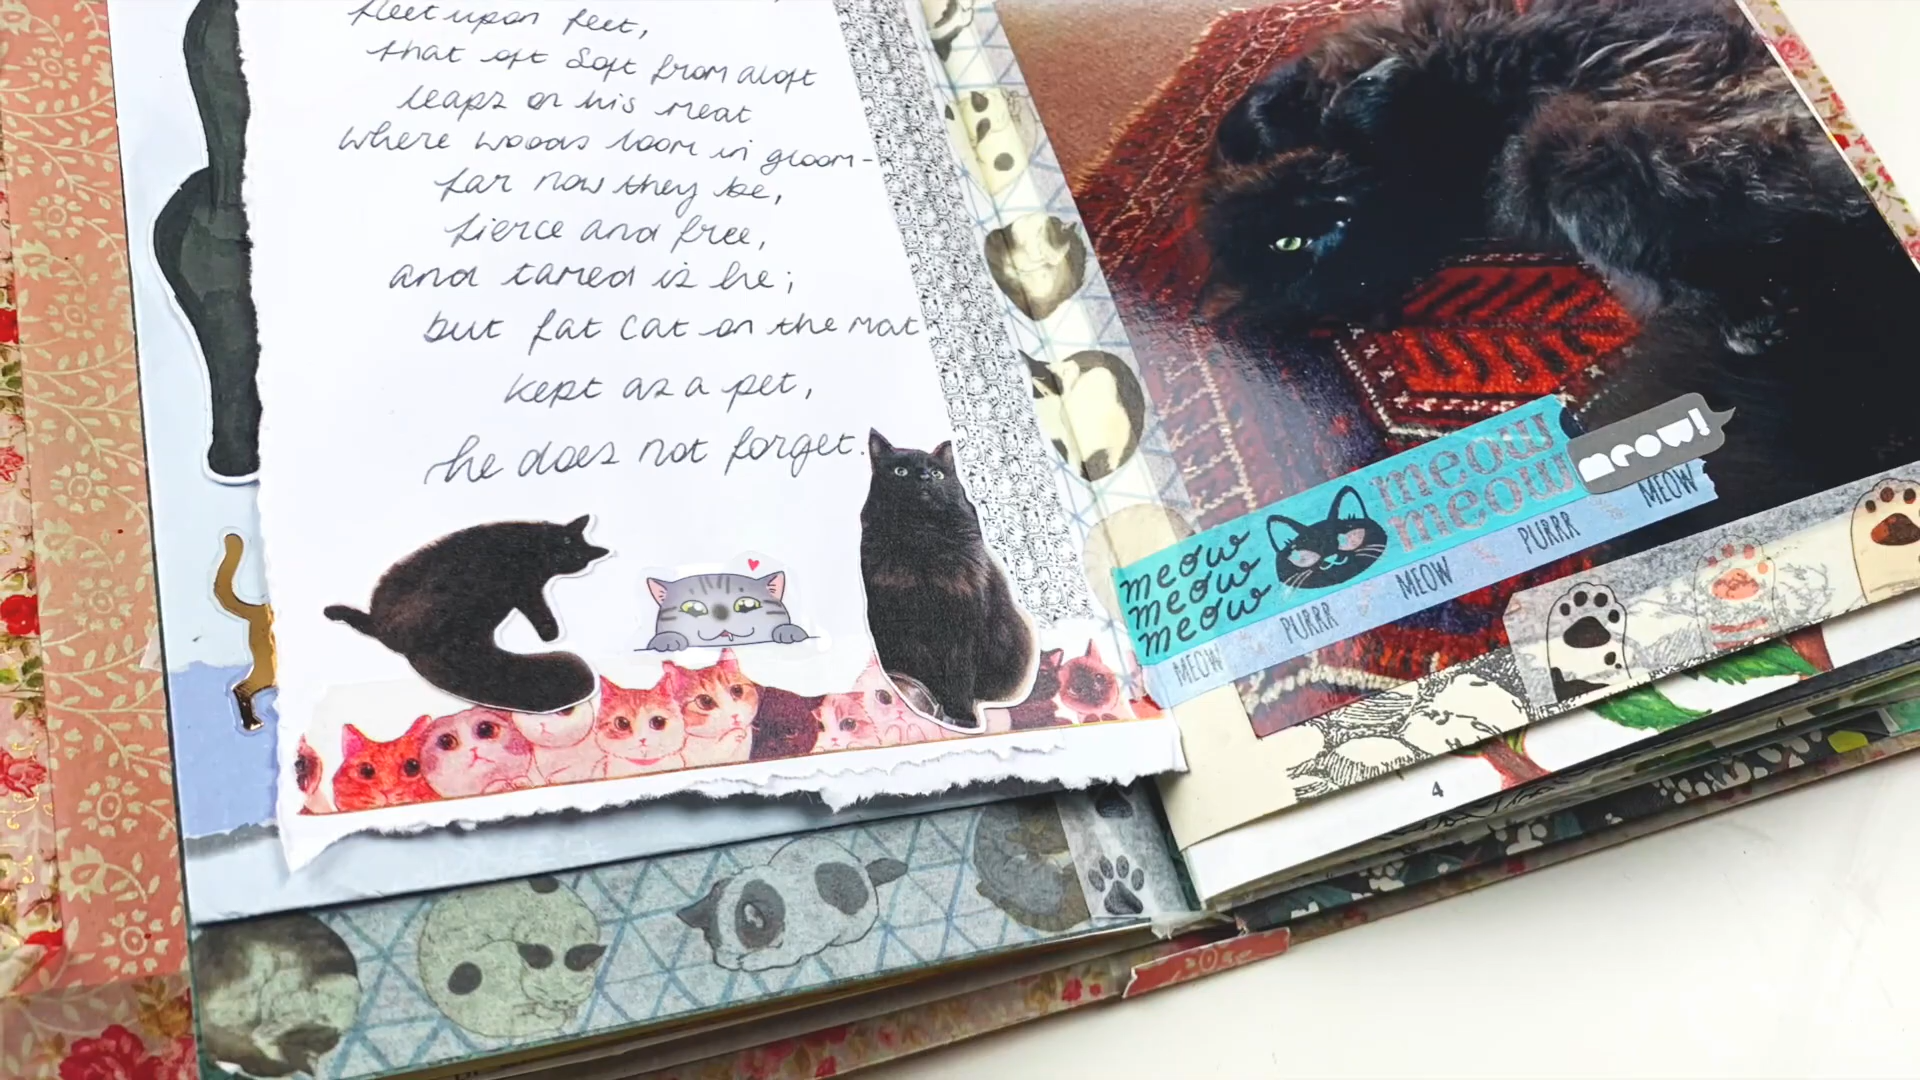 fleet upon feet,
that oft soft from aloft
leaps on his meat
where woods loom in gloom-
far now they be,
fierce and free,
and tamed is he;
but fat cat on the mat
kept as a pet,
he does not forget.
meow
meow
meow
meow
meow
meow!
MEOW PURRR MEOW PURRR MEOW
4